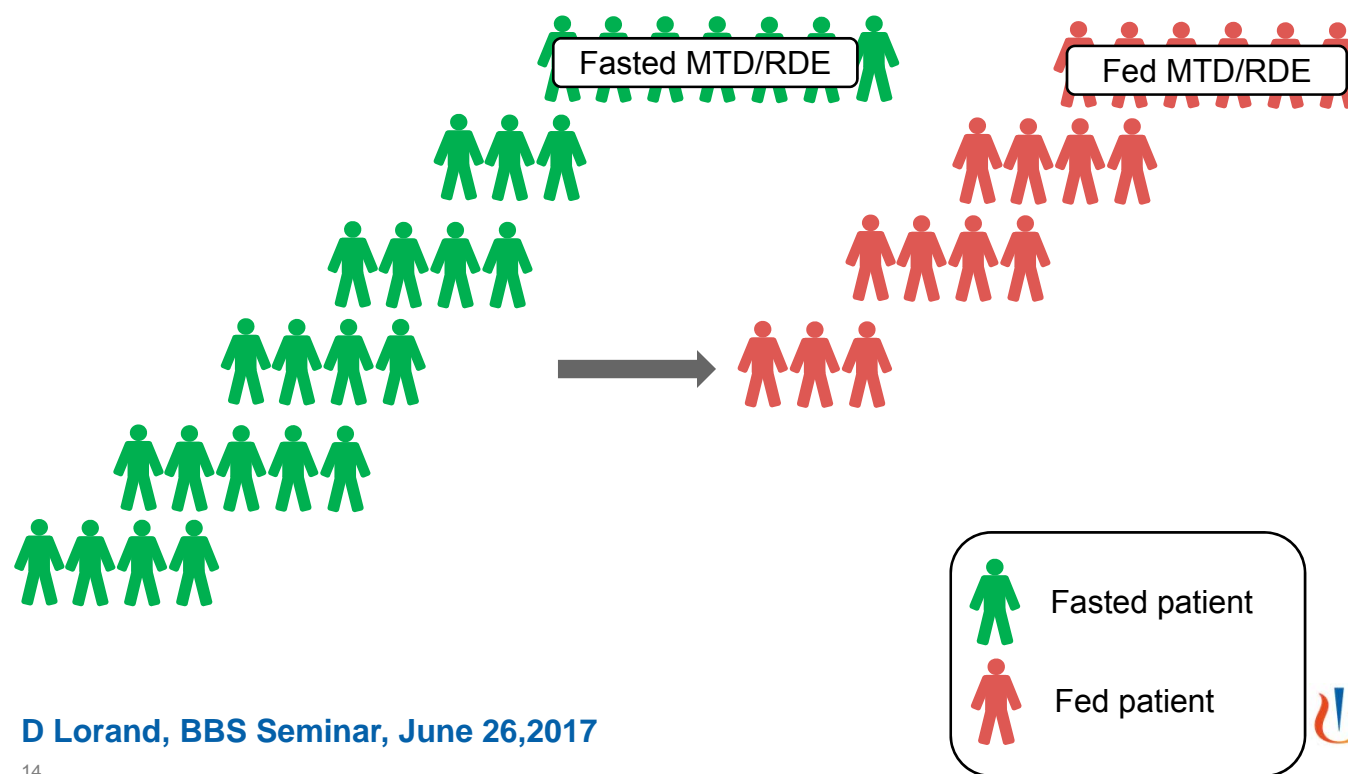 Fasted MTD/RDE
Fed MTD/RDE
Fasted patient
Fed patient
D Lorand, BBS Seminar, June 26,2017
14